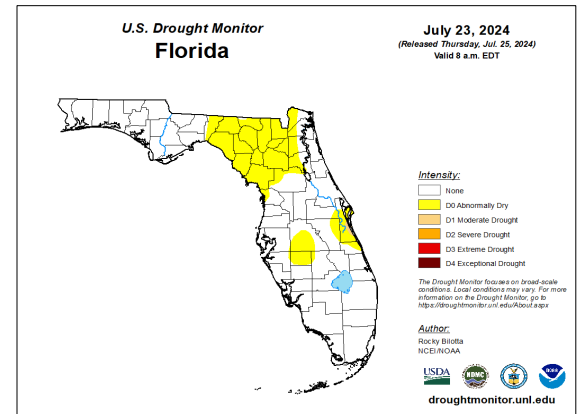 U.S. Drought Monitor
Florida
July 23, 2024
(Released Thursday, Jul. 25, 2024)
Valid 8 a.m. EDT
Intensity:
None
D0 Abnormally Dry
D1 Moderate Drought
D2 Severe Drought
D3 Extreme Drought
D4 Exceptional Drought
The Drought Monitor focuses on broad-scale
conditions. Local conditions may vary. For more
information on the Drought Monitor, go to
https://droughtmonitor.unl.edu/About.aspx
Author:
Rocky Bilotta
NCEI/NOAA
USDA
NDMC
NOAA
droughtmonitor.unl.edu